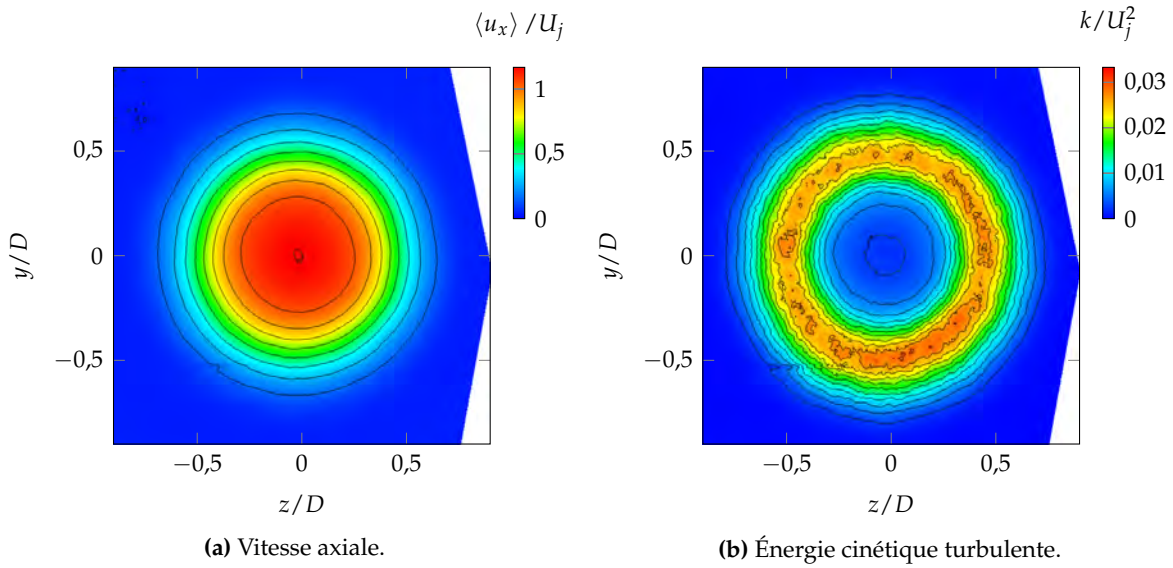 ⟨u_x⟩ / U_j
1
0,5
0
y/D
0,5
0
−0,5
−0,5 0 0,5
z/D
(a) Vitesse axiale.
k/U_j^2
0,03
0,02
0,01
0
y/D
0,5
0
−0,5
−0,5 0 0,5
z/D
(b) Énergie cinétique turbulente.